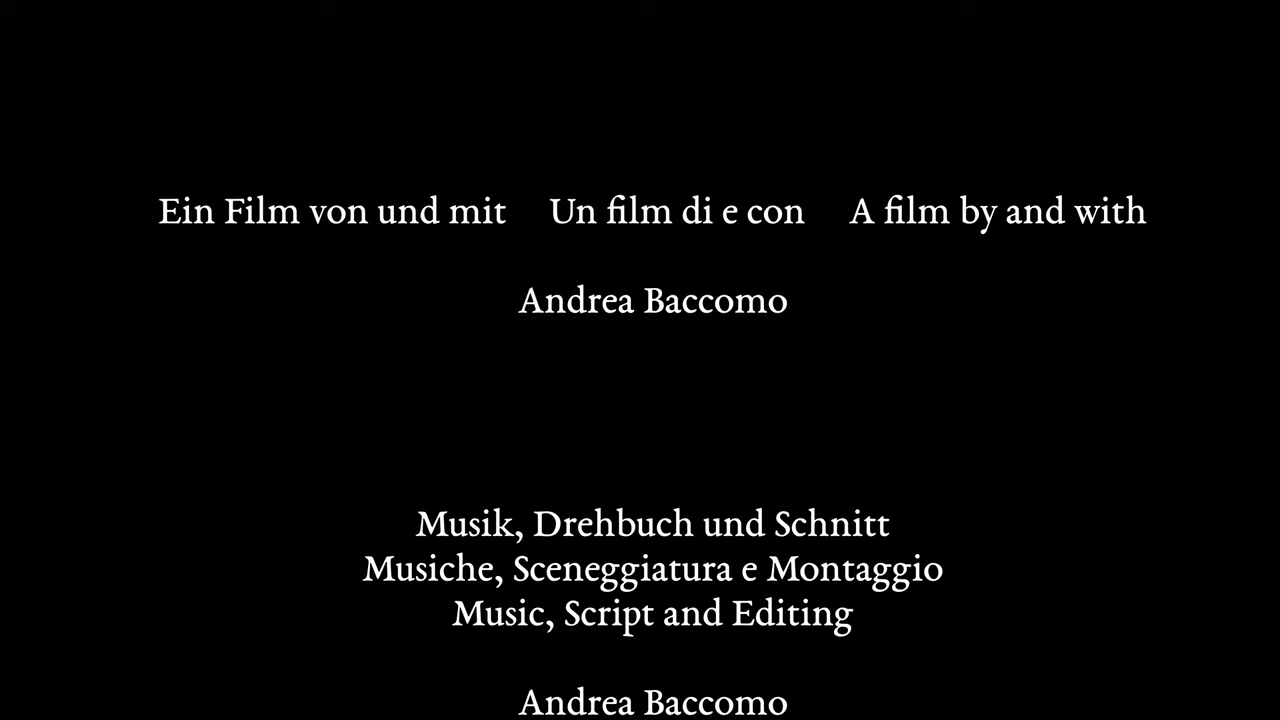 Ein Film von und mit Un film di e con A film by and with
Andrea Baccomo
Musik, Drehbuch und Schnitt
Musiche, Sceneggiatura e Montaggio
Music, Script and Editing
Andrea Baccomo